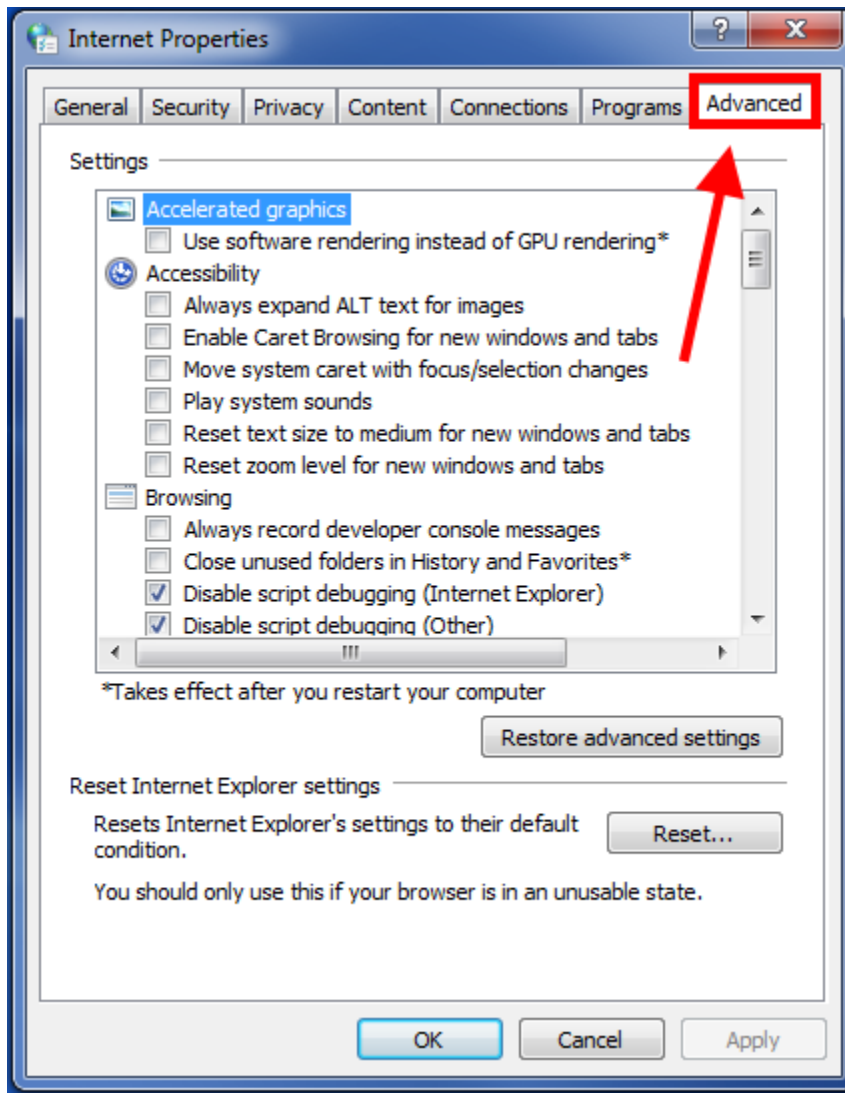 Internet Properties
General Security Privacy Content Connections Programs Advanced
Settings
Accelerated graphics
Use software rendering instead of GPU rendering*
Accessibility
Always expand ALT text for images
Enable Caret Browsing for new windows and tabs
Move system caret with focus/selection changes
Play system sounds
Reset text size to medium for new windows and tabs
Reset zoom level for new windows and tabs
Browsing
Always record developer console messages
Close unused folders in History and Favorites*
Disable script debugging (Internet Explorer)
Disable script debugging (Other)
*Takes effect after you restart your computer
Restore advanced settings
Reset Internet Explorer settings
Resets Internet Explorer's settings to their default
condition.
Reset...
You should only use this if your browser is in an unusable state.
OK Cancel Apply